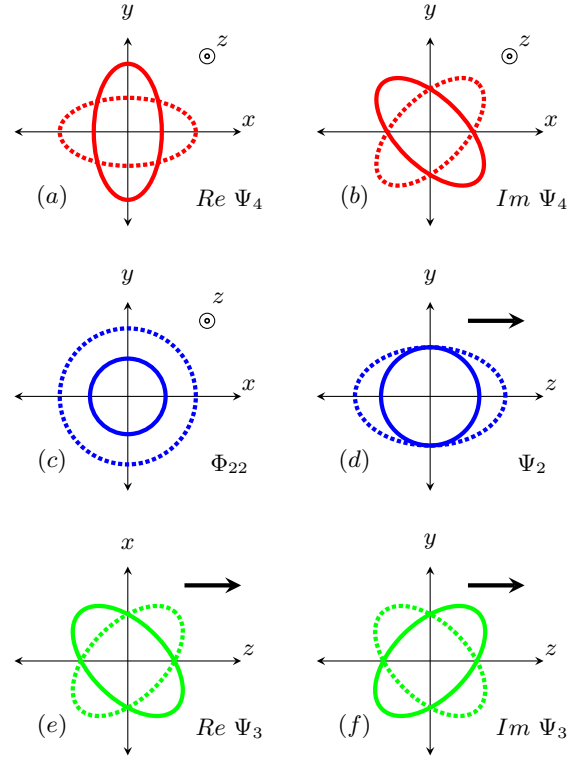 y
y
z
z
x
x
(a)
Re Ψ₄
(b)
Im Ψ₄
y
y
z
x
z
(c)
Φ₂₂
(d)
Ψ₂
x
y
z
z
(e)
Re Ψ₃
(f)
Im Ψ₃